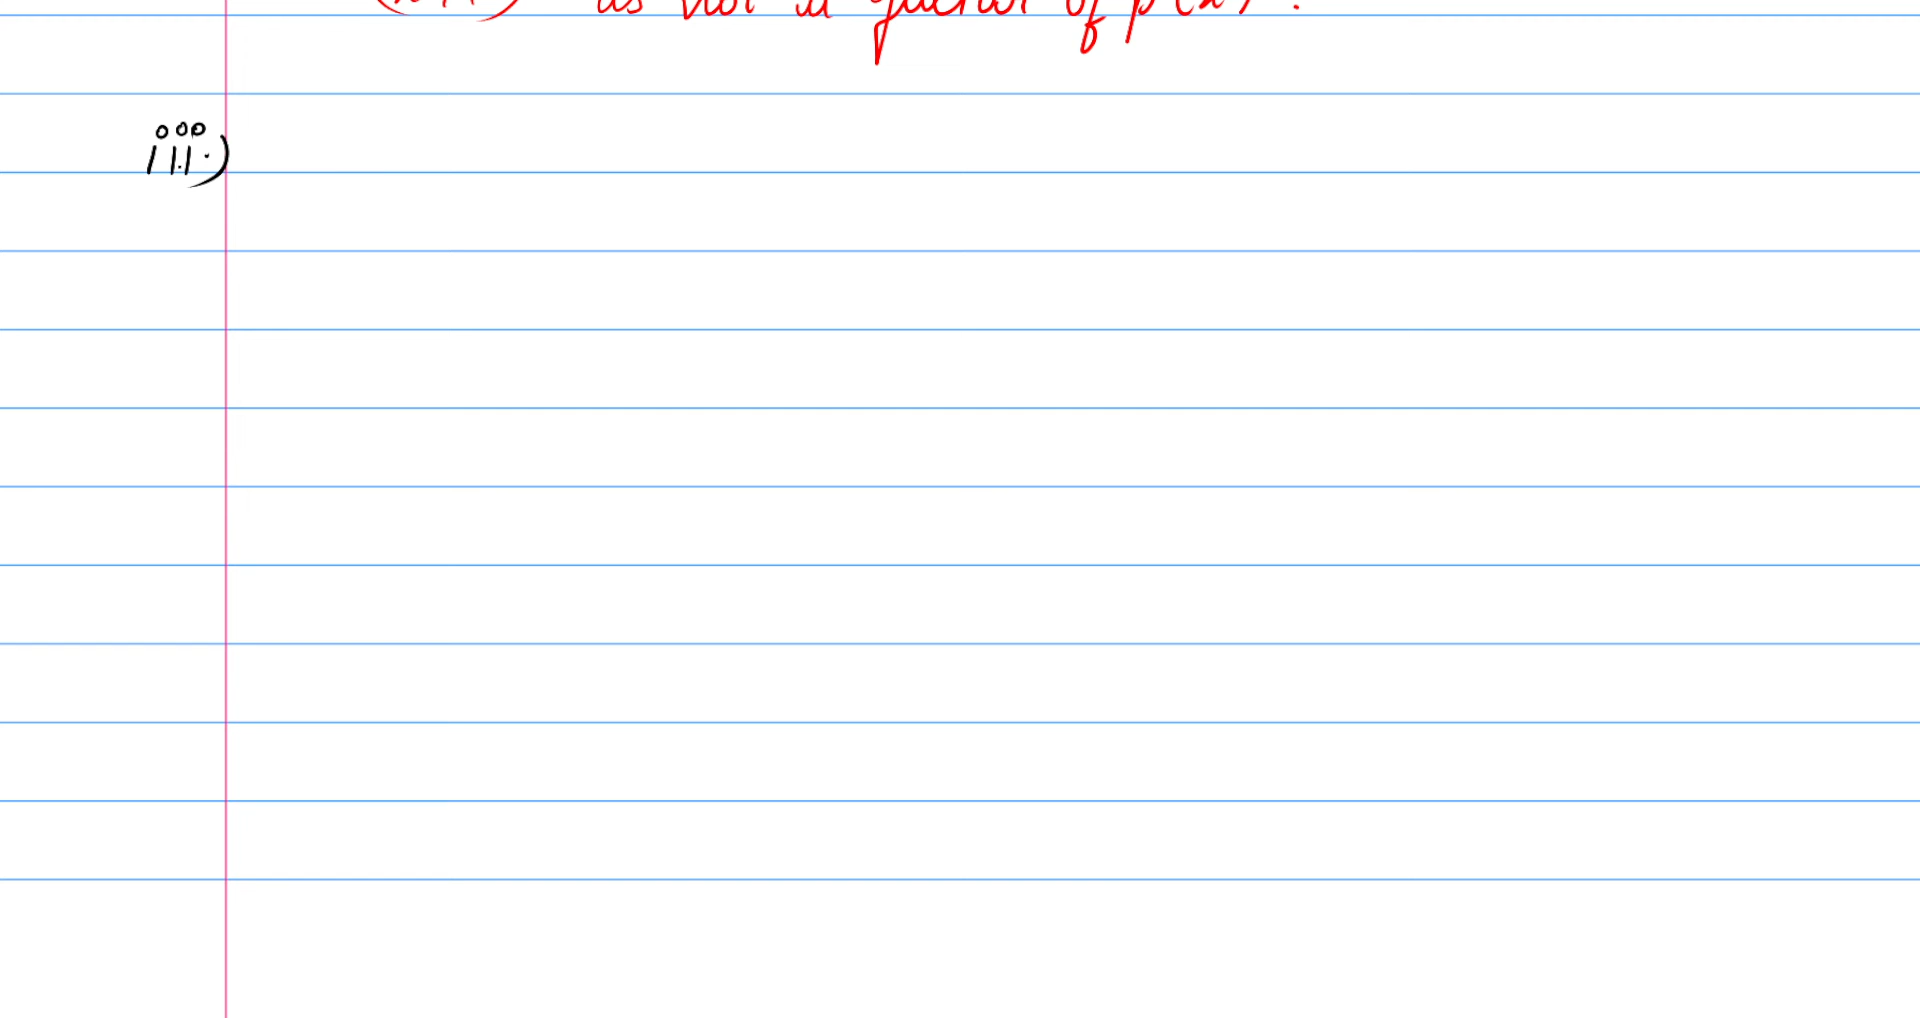 is not a factor of p(x).
iii.)